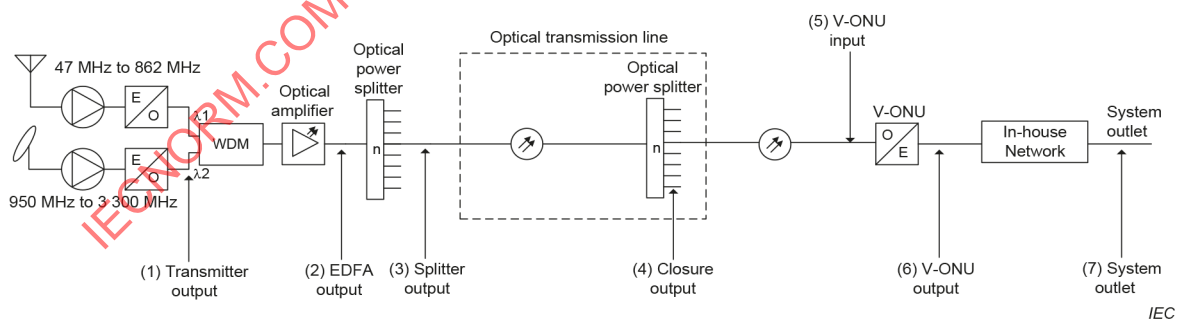 47 MHz to 862 MHz
E
O
λ1
950 MHz to 3 300 MHz
E
O
λ2
WDM
Optical
amplifier
Optical
power
splitter
n
Optical transmission line
Optical
power splitter
n
(5) V-ONU
input
V-ONU
O
E
In-house
Network
System
outlet
(1) Transmitter
output
(2) EDFA
output
(3) Splitter
output
(4) Closure
output
(6) V-ONU
output
(7) System
outlet
IEC
IECNORM.COM